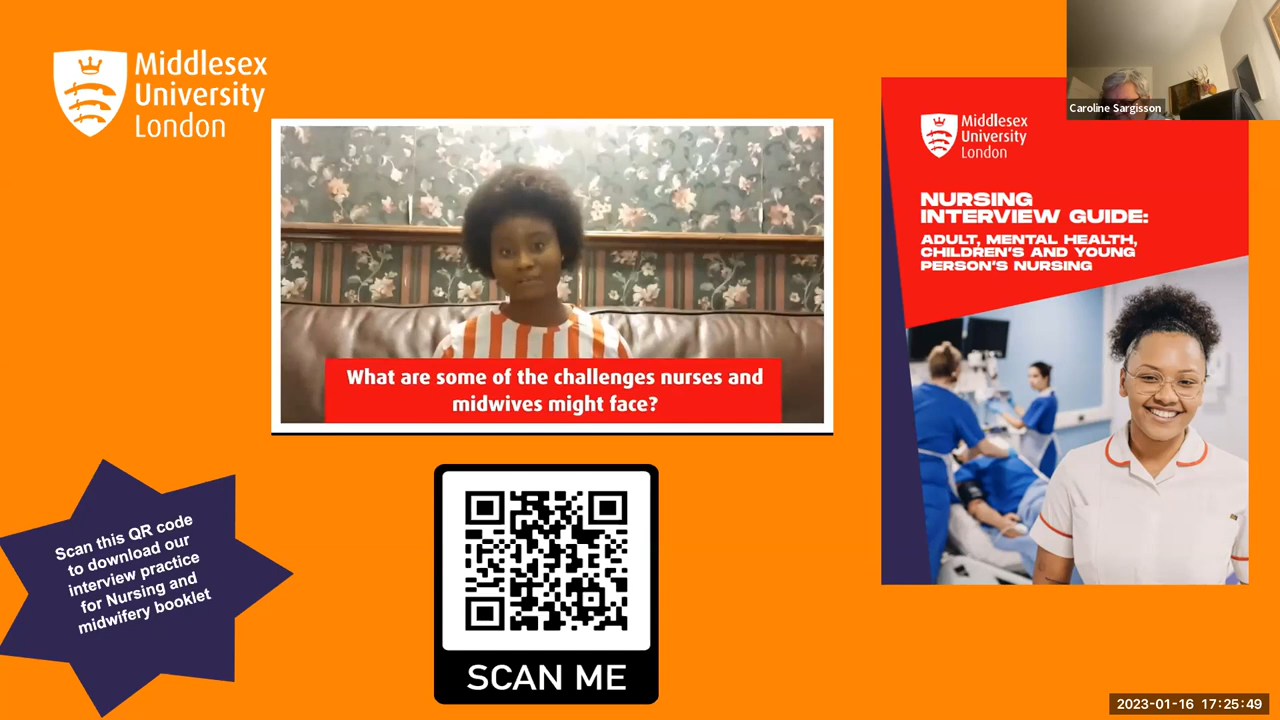 Middlesex
University
London
What are some of the challenges nurses and
midwives might face?
Caroline Sargisson
Middlesex
University
London
NURSING
INTERVIEW GUIDE:
ADULT, MENTAL HEALTH,
CHILDREN'S AND YOUNG
PERSON'S NURSING
Scan this QR code
to download our
interview practice
for Nursing and
midwifery booklet
SCAN ME
2023-01-16 17:25:49